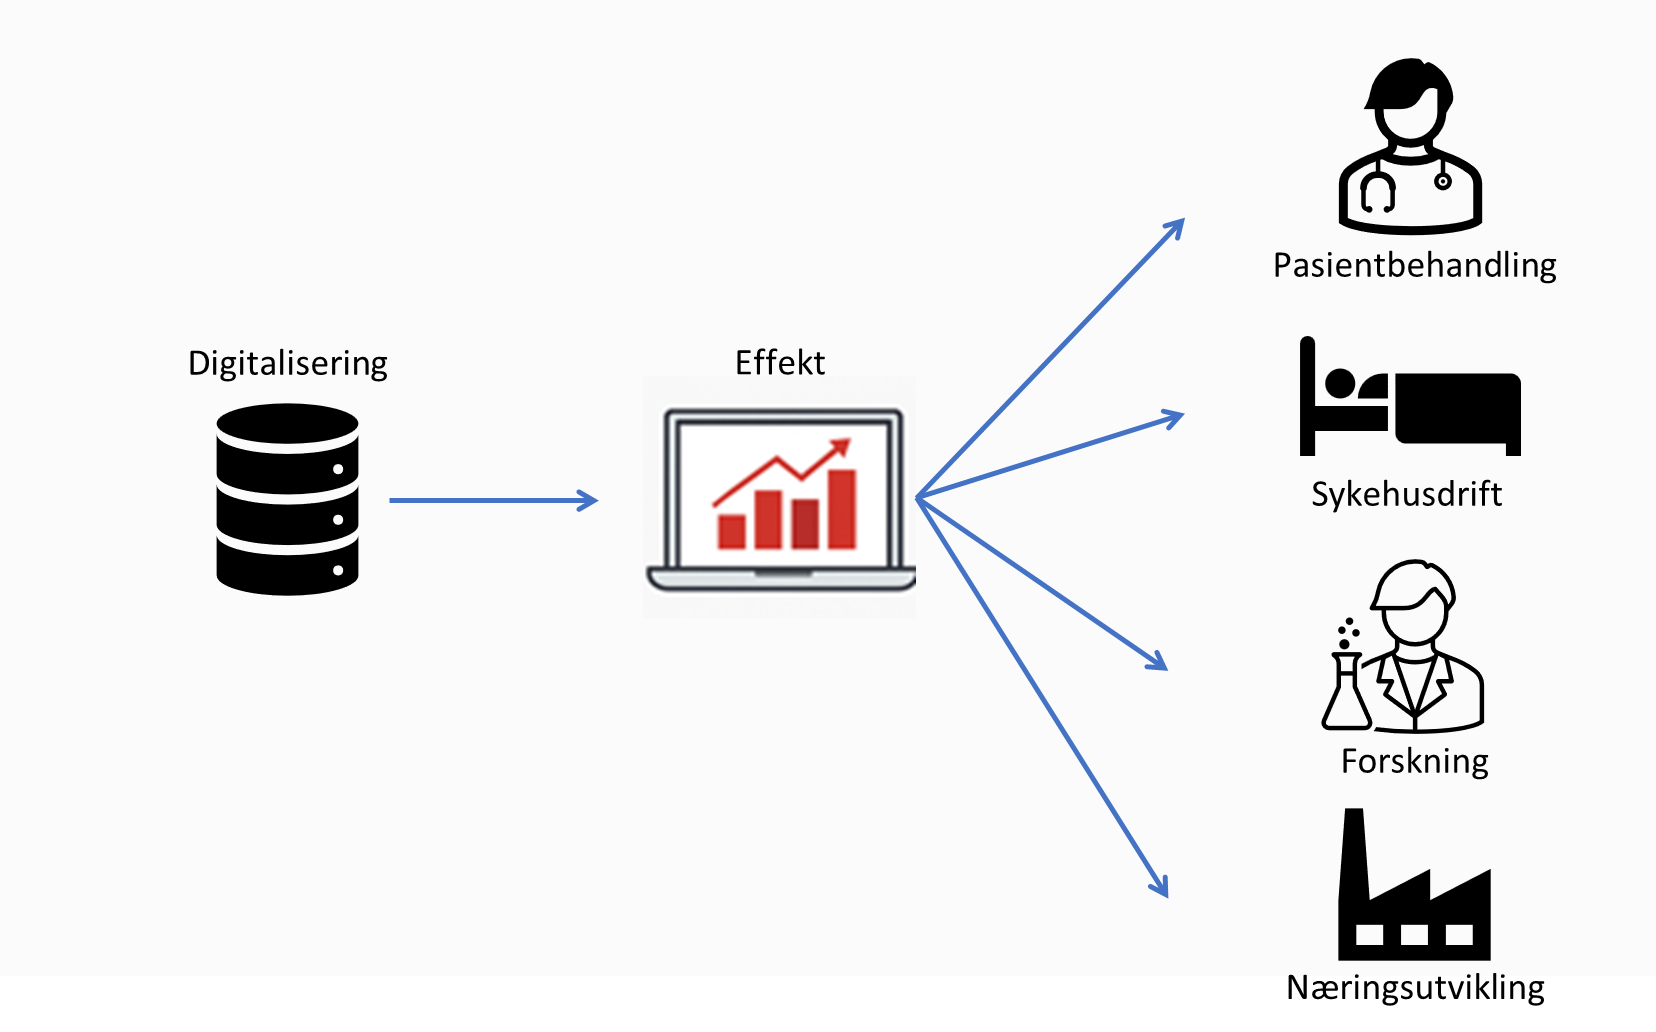 Digitalisering
Effekt
Pasientbehandling
Sykehusdrift
Forskning
Næringsutvikling